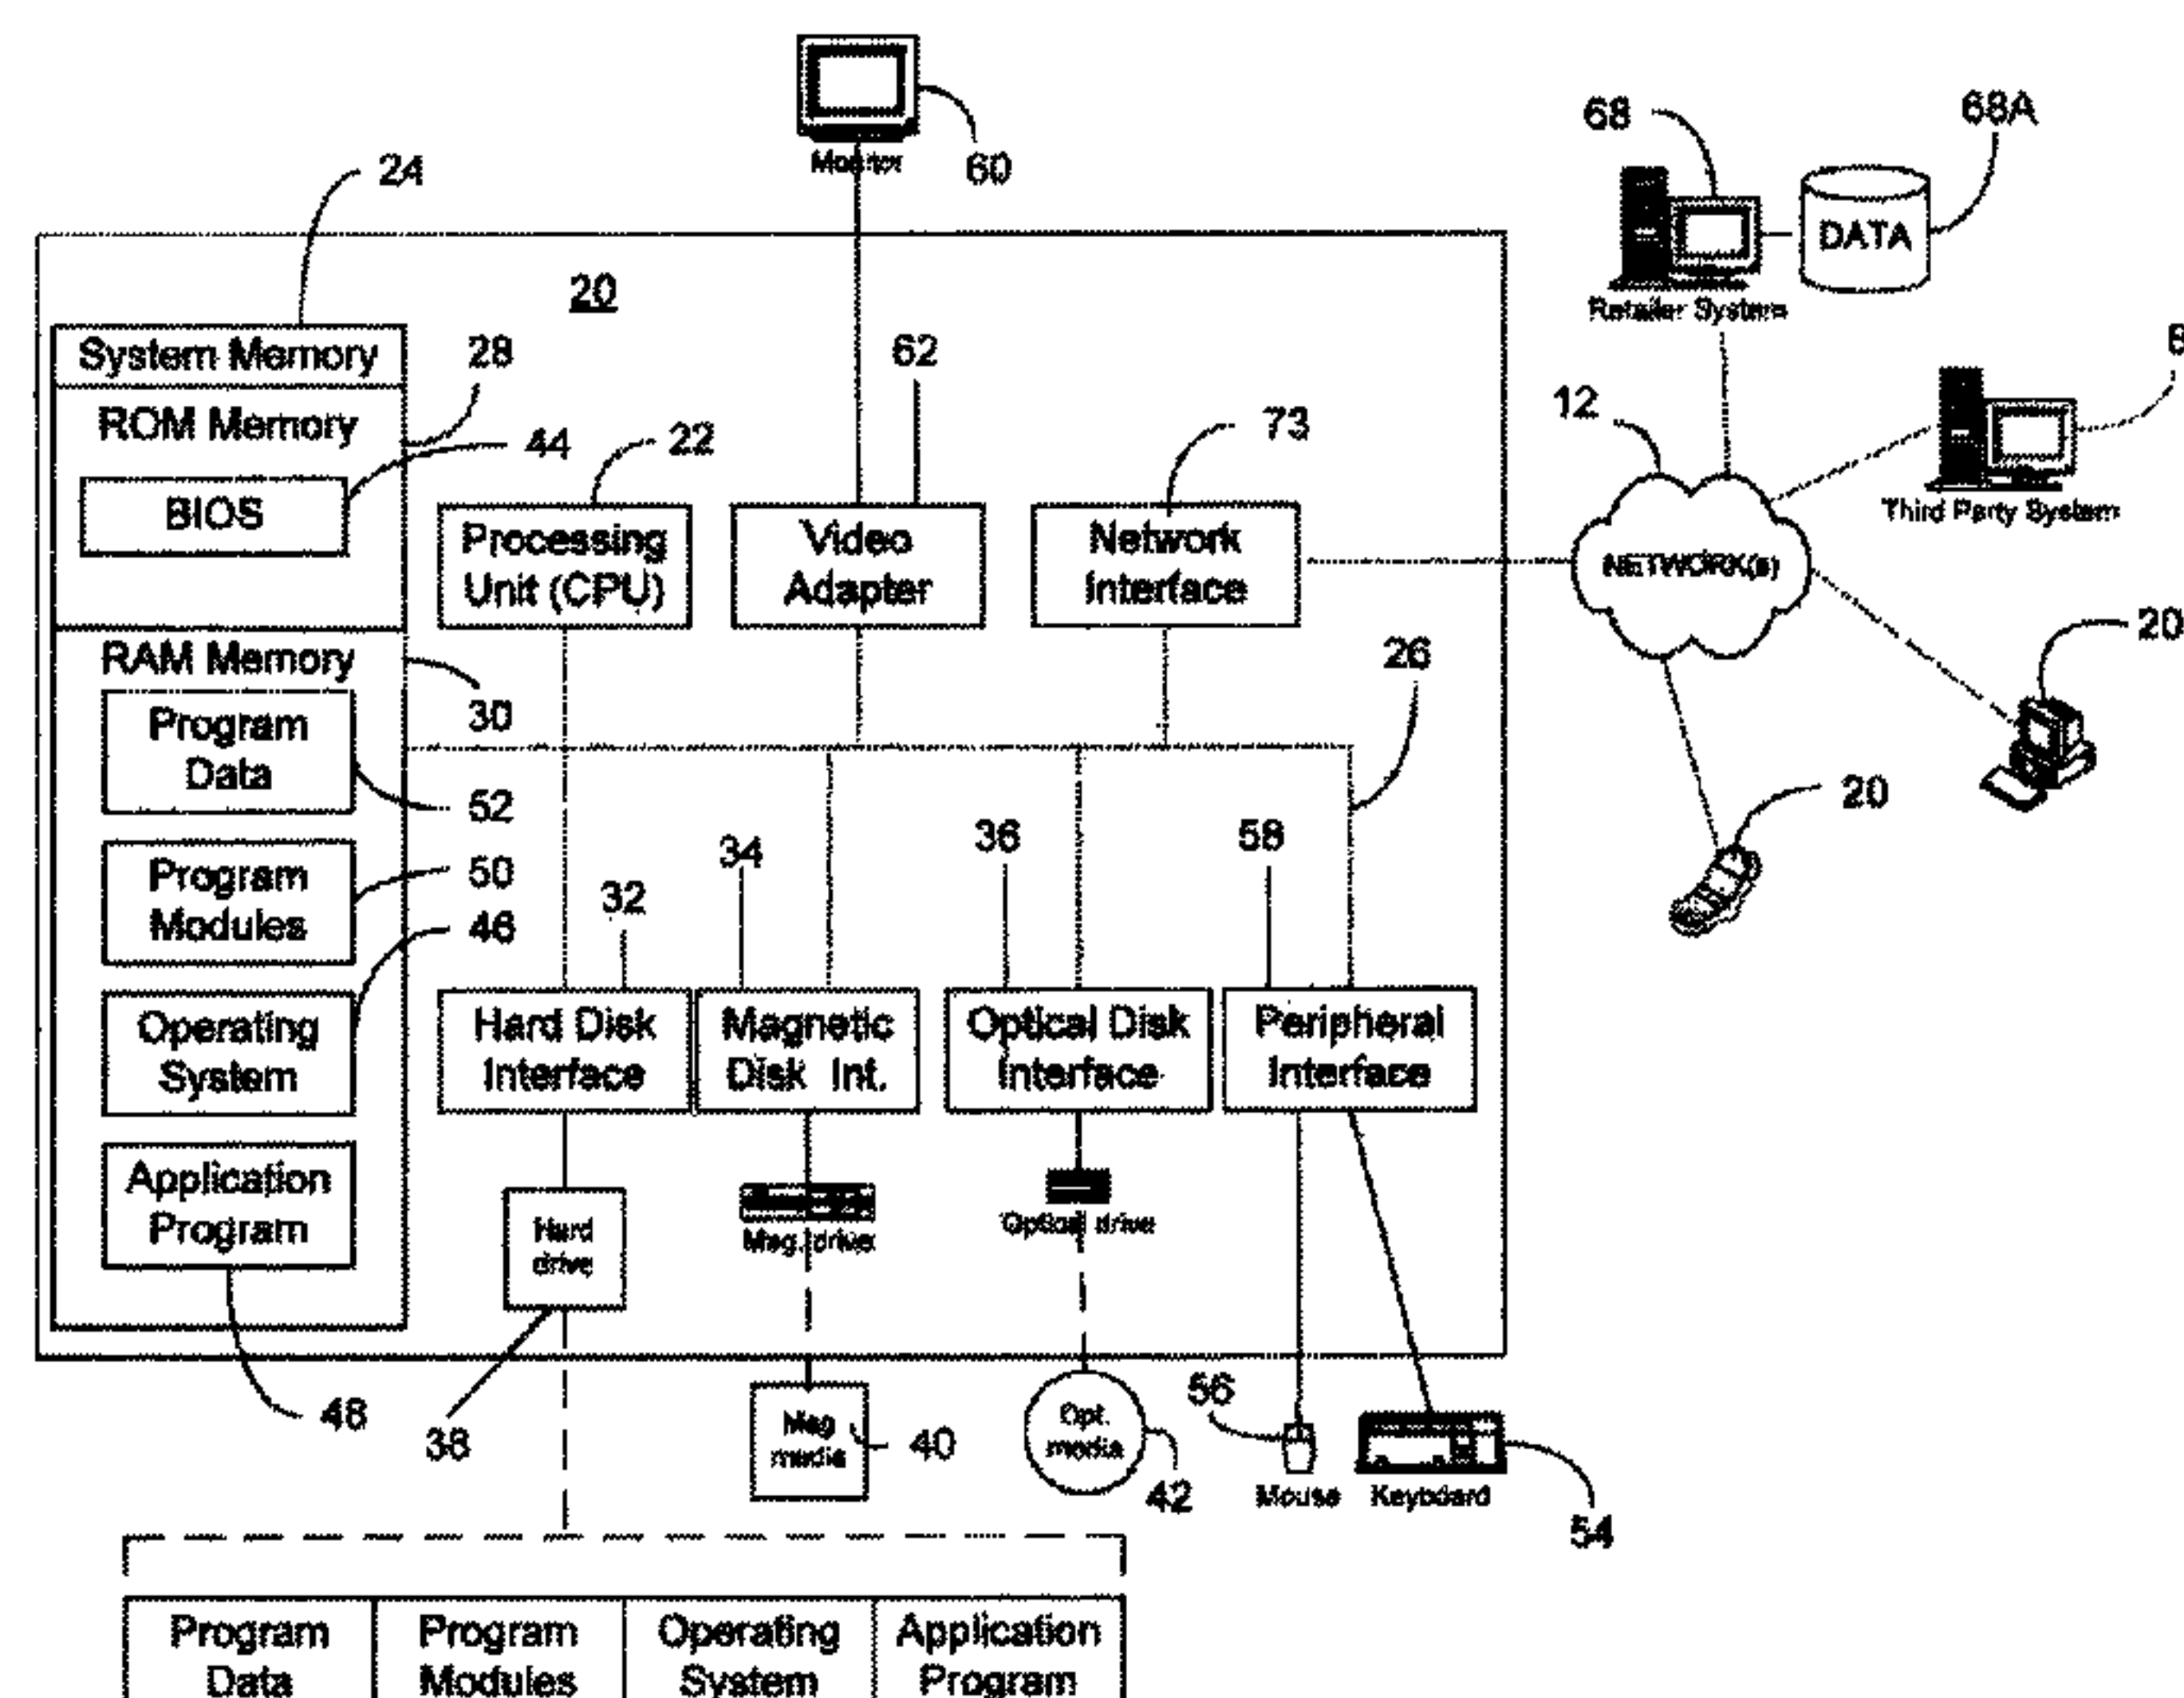 68
68A
24
Monitor
60
DATA
20
Retailer System
System Memory
28
62
ROM Memory
12
44
22
73
BIOS
Third Party System
Processing
Unit (CPU)
Video
Adapter
Network
Interface
NETWORK(s)
20
RAM Memory
26
30
Program
Data
52
20
34
36
58
Program
Modules
50
32
46
Operating
System
Hard Disk
Interface
Magnetic
Disk Int.
Optical Disk
Interface
Peripheral
Interface
Application
Program
Hard
drive
Mag. drive
Optical drive
48
38
Mag
media
40
Opt.
media
42
56
Mouse
Keyboard
54
Program
Data
Program
Modules
Operating
System
Application
Program